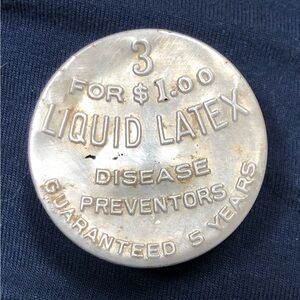 3
FOR $1.00
LIQUID LATEX
DISEASE
PREVENTORS
GUARANTEED 5 YEARS